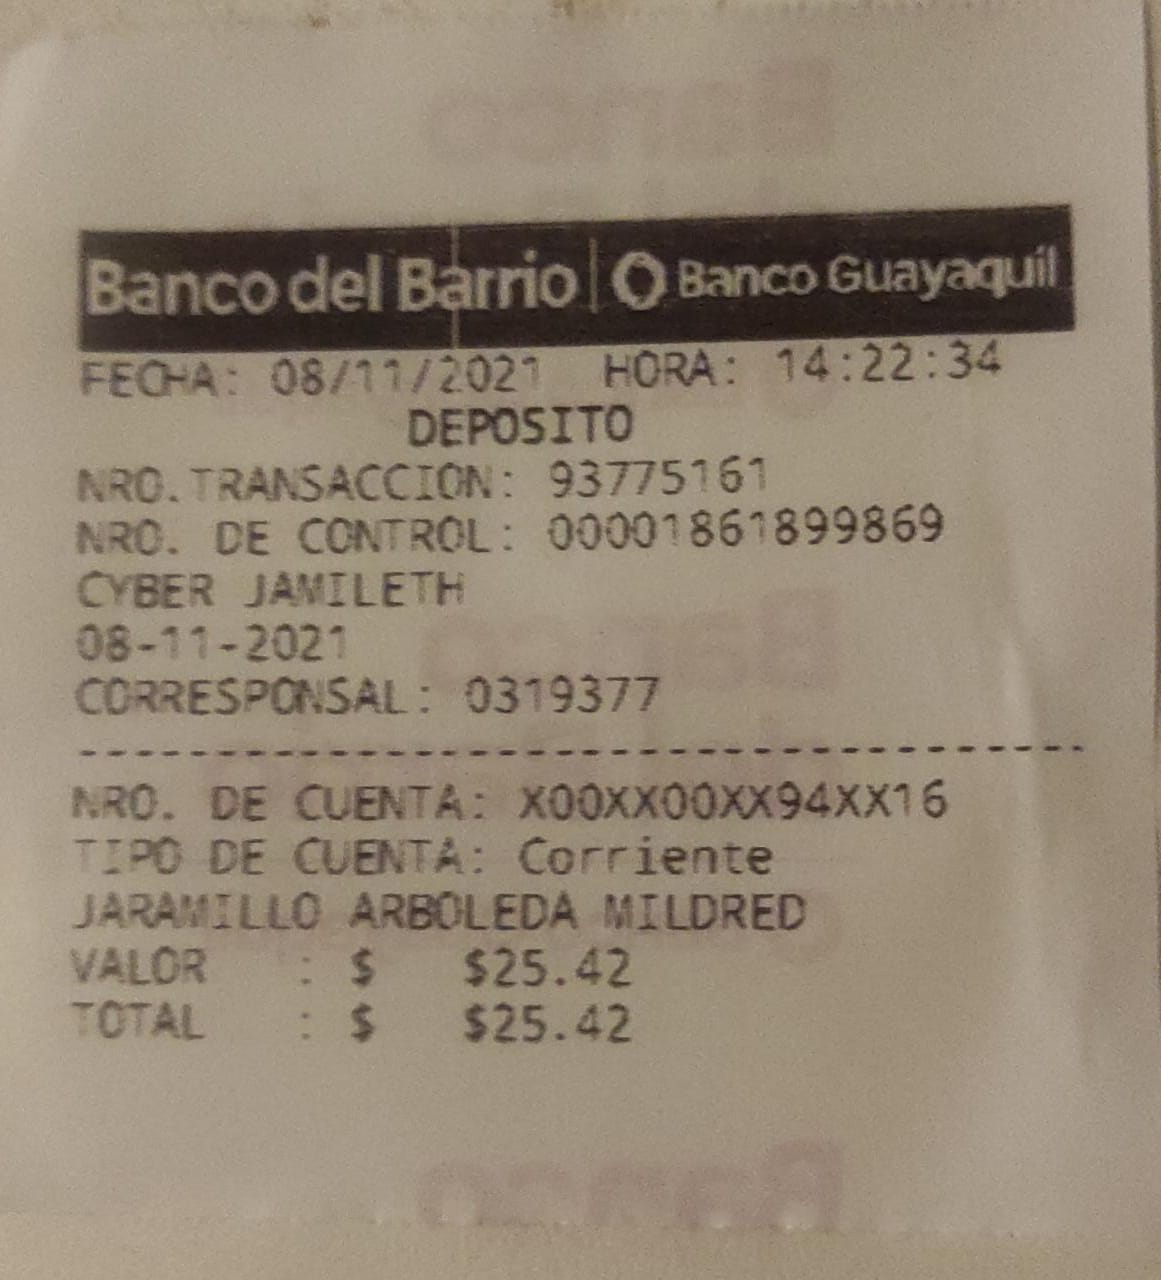 Banco del Barrio | Banco Guayaquil
FECHA: 08/11/2021 HORA: 14:22:34
DEPOSITO
NRO.TRANSACCION: 93775161
NRO. DE CONTROL: 00001861899869
CYBER JAMILETH
08-11-2021
CORRESPONSAL: 0319377
---------------------------------------
NRO. DE CUENTA: X00XX00XX94XX16
TIPO DE CUENTA: Corriente
JARAMILLO ARBOLEDA MILDRED
VALOR : $ $25.42
TOTAL : $ $25.42